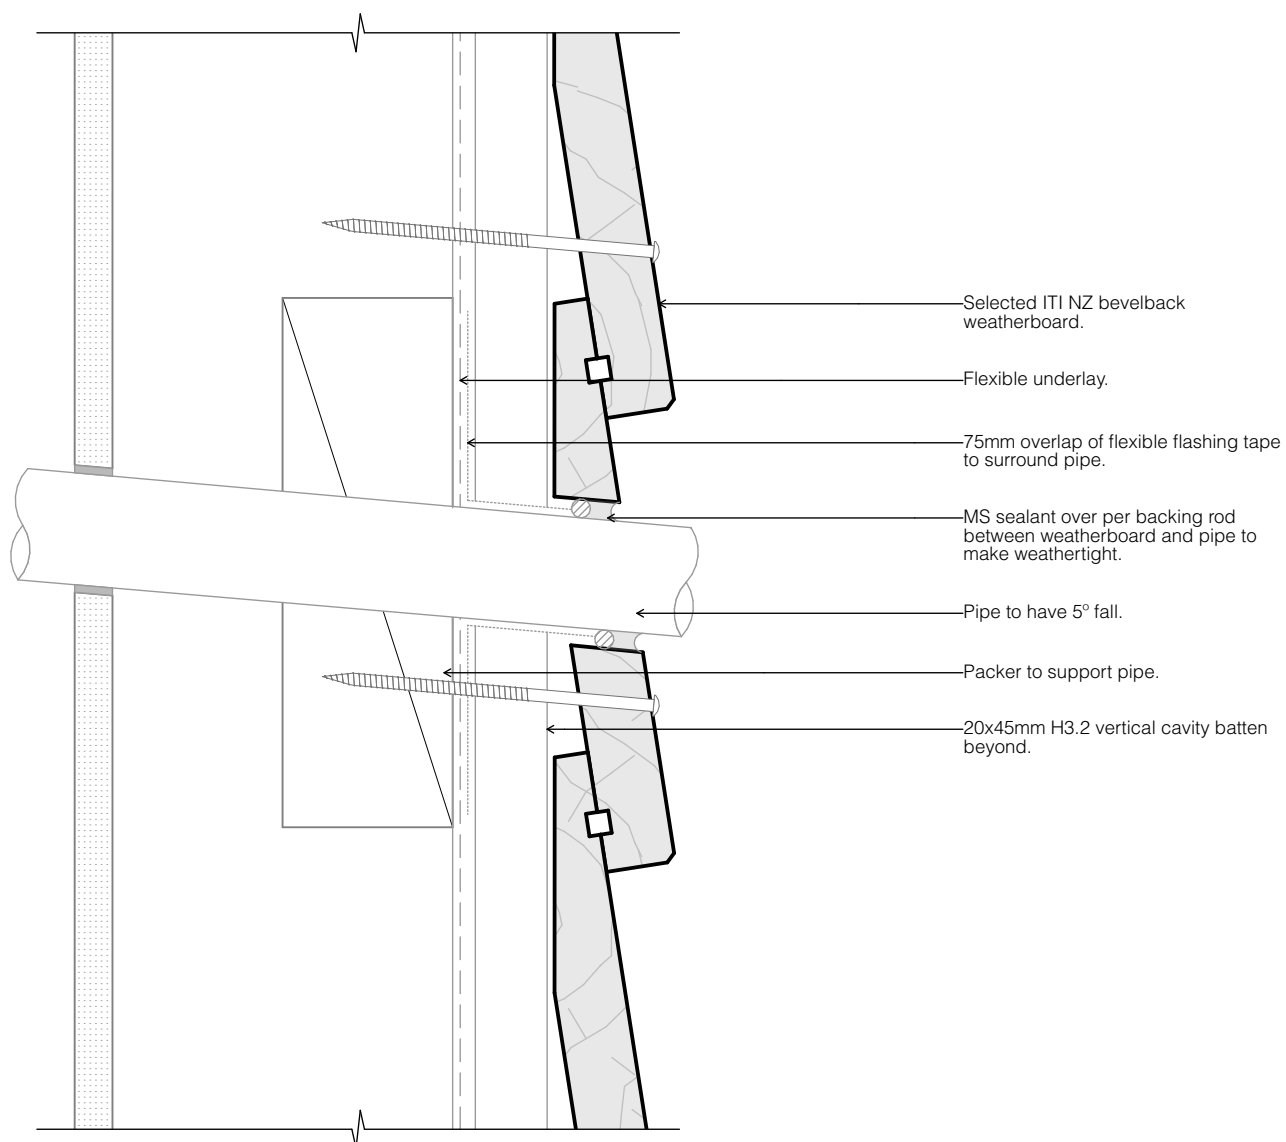 Selected ITI NZ bevelback
weatherboard.
Flexible underlay.
75mm overlap of flexible flashing tape
to surround pipe.
MS sealant over per backing rod
between weatherboard and pipe to
make weathertight.
Pipe to have 5º fall.
Packer to support pipe.
20x45mm H3.2 vertical cavity batten
beyond.